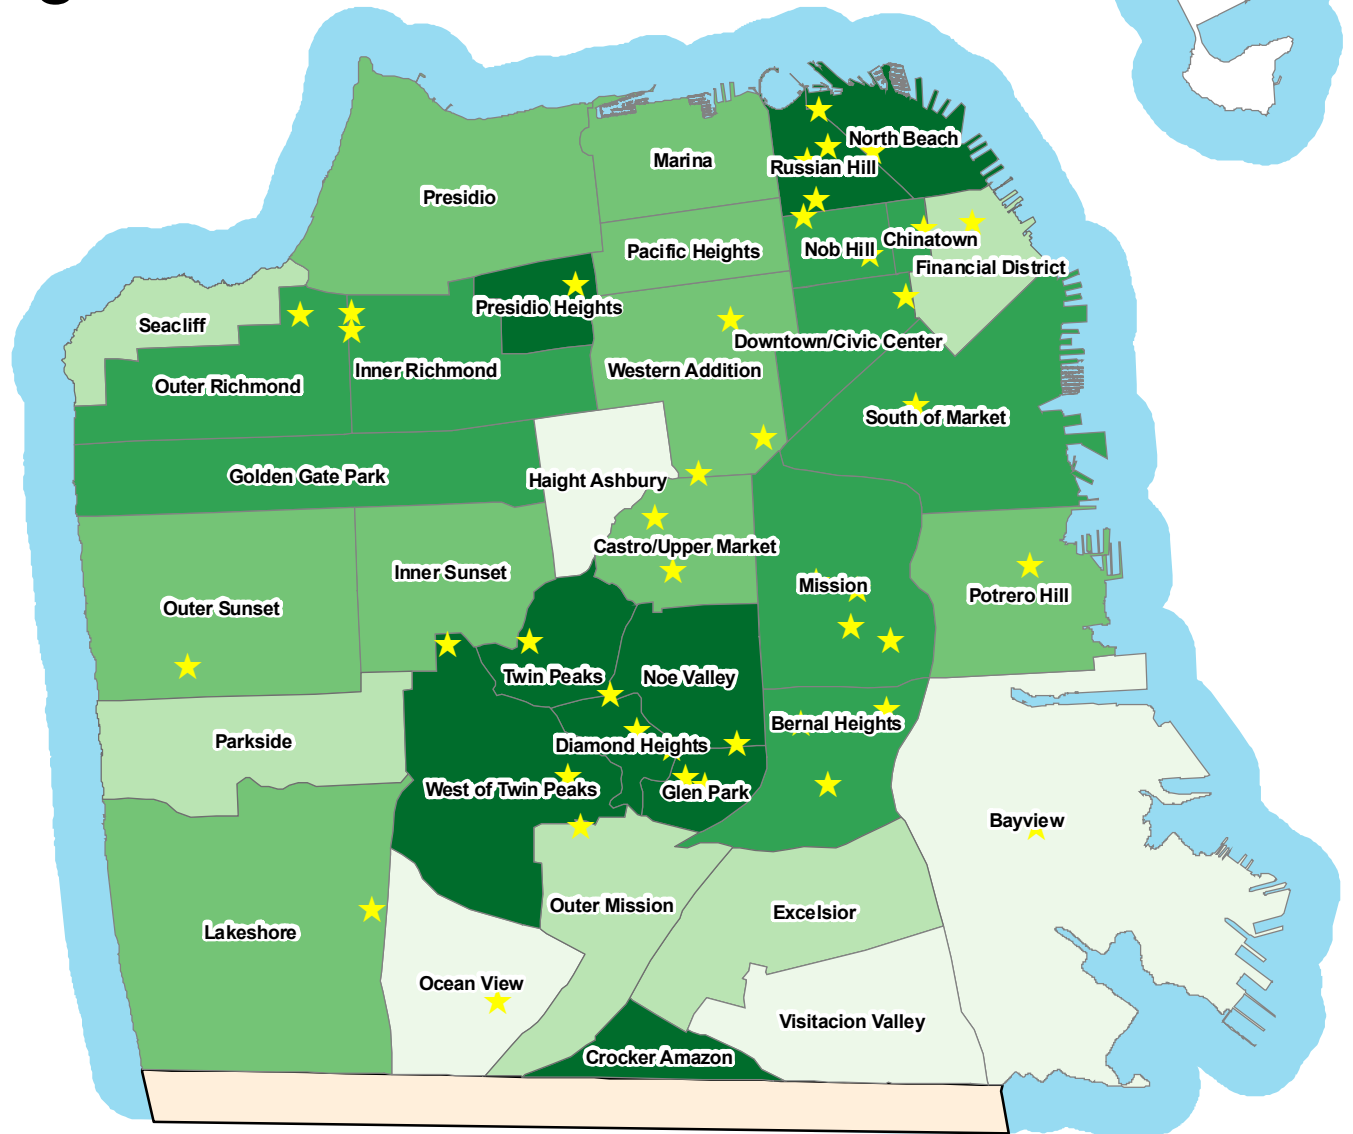 North Beach
Marina
Russian Hill
Presidio
Chinatown
Nob Hill
Pacific Heights
Financial District
Presidio Heights
Seacliff
Downtown/Civic Center
Inner Richmond
Western Addition
Outer Richmond
South of Market
Golden Gate Park
Haight Ashbury
Castro/Upper Market
Inner Sunset
Mission
Potrero Hill
Outer Sunset
Twin Peaks
Noe Valley
Bernal Heights
Parkside
Diamond Heights
West of Twin Peaks
Glen Park
Bayview
Outer Mission
Excelsior
Lakeshore
Ocean View
Visitacion Valley
Crocker Amazon